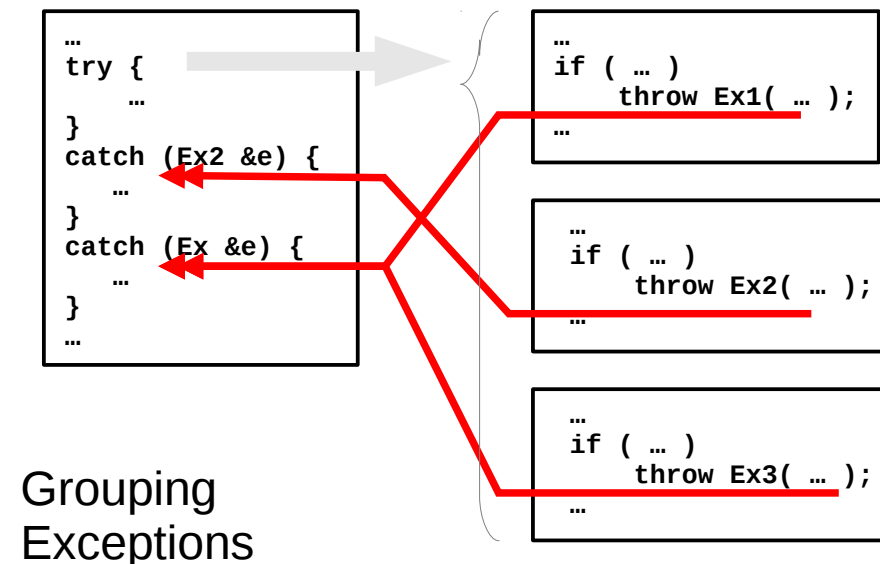 …
try {
…
}
catch (Ex2 &e) {
…
}
catch (Ex &e) {
…
}
…
…
if ( … )
throw Ex1( … );
…
…
if ( … )
throw Ex2( … );
…
…
if ( … )
throw Ex3( … );
…
Grouping
Exceptions